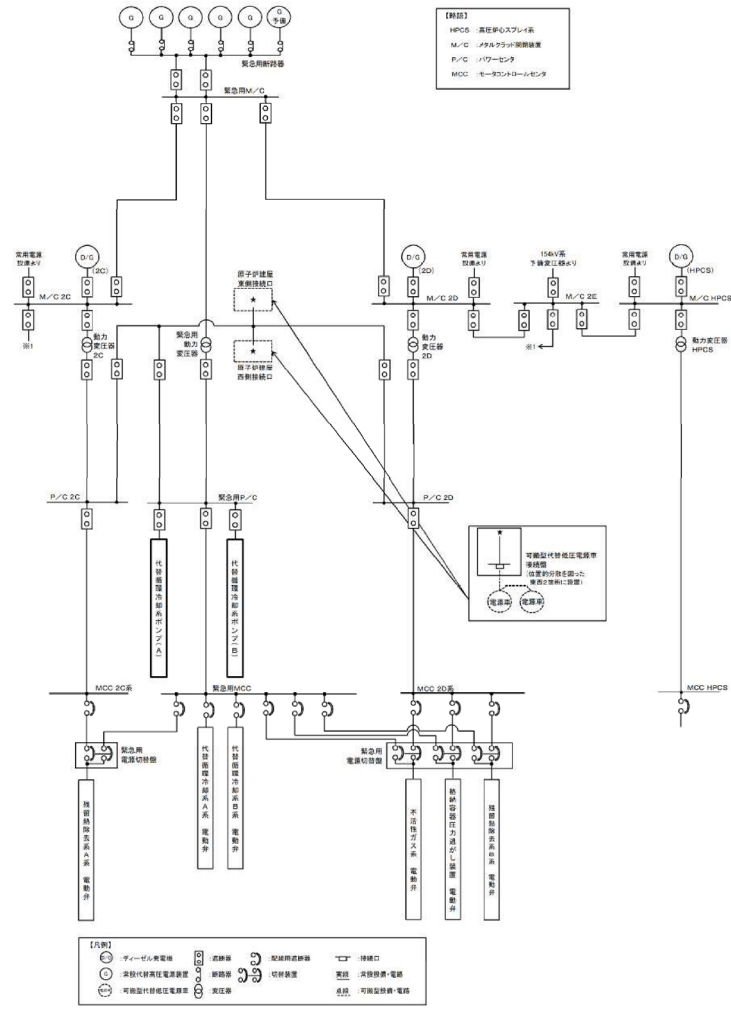 G
G
G
G
G
G
予備
緊急用断路器
緊急用M/C
【略語】
HPCS :高圧炉心スプレイ系
M/C :メタルクラッド開閉装置
P/C :パワーセンタ
MCC :モータコントロールセンタ
常用電源
設備より
D/G
(2C)
M/C 2C
※1
動力
変圧器
2C
緊急用
動力
変圧器
原子炉建屋
東側接続口
★
★
原子炉建屋
西側接続口
D/G
(2D)
M/C 2D
動力
変圧器
2D
常用電源
設備より
154kV系
予備変圧器より
M/C 2E
※1
常用電源
設備より
D/G
(HPCS)
M/C HPCS
動力変圧器
HPCS
P/C 2C
緊急用P/C
P/C 2D
代替循環冷却系ポンプ(A)
代替循環冷却系ポンプ(B)
★
可搬型代替低圧電源車
接続盤
(位置的分散を図った
東西2箇所に設置)
電源車
電源車
MCC 2C系
緊急用MCC
MCC 2D系
MCC HPCS
緊急用
電源切替盤
緊急用
電源切替盤
残留熱除去系A系 電動弁
代替循環冷却系A系 電動弁
代替循環冷却系B系 電動弁
不活性ガス系 電動弁
格納容器圧力逃がし装置 電動弁
残留熱除去系B系 電動弁
【凡例】
D/G :ディーゼル発電機
:遮断器
:配線用遮断器
:接続口
G :常設代替高圧電源装置
:断路器
:切替装置
実線 :常設設備・電路
電源車 :可搬型代替低圧電源車
:変圧器
点線 :可搬型設備・電路